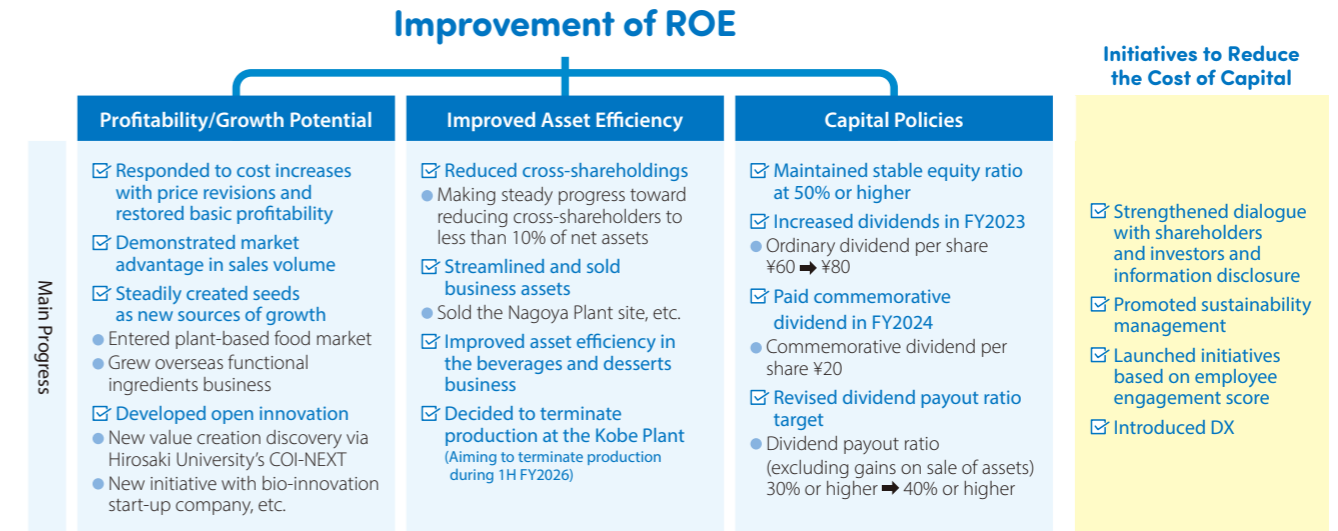 Improvement of ROE
Initiatives to Reduce
the Cost of Capital
Main Progress
Profitability/Growth Potential
Responded to cost increases
with price revisions and
restored basic profitability
Demonstrated market
advantage in sales volume
Steadily created seeds
as new sources of growth
Entered plant-based food market
Grew overseas functional
ingredients business
Developed open innovation
New value creation discovery via
Hirosaki University's COI-NEXT
New initiative with bio-innovation
start-up company, etc.
Improved Asset Efficiency
Reduced cross-shareholdings
Making steady progress toward
reducing cross-shareholders to
less than 10% of net assets
Streamlined and sold
business assets
Sold the Nagoya Plant site, etc.
Improved asset efficiency in
the beverages and desserts
business
Decided to terminate
production at the Kobe Plant
(Aiming to terminate production
during 1H FY2026)
Capital Policies
Maintained stable equity ratio
at 50% or higher
Increased dividends in FY2023
Ordinary dividend per share
¥60 ➡ ¥80
Paid commemorative
dividend in FY2024
Commemorative dividend per
share ¥20
Revised dividend payout ratio
target
Dividend payout ratio
(excluding gains on sale of assets)
30% or higher ➡ 40% or higher
Strengthened dialogue
with shareholders
and investors and
information disclosure
Promoted sustainability
management
Launched initiatives
based on employee
engagement score
Introduced DX